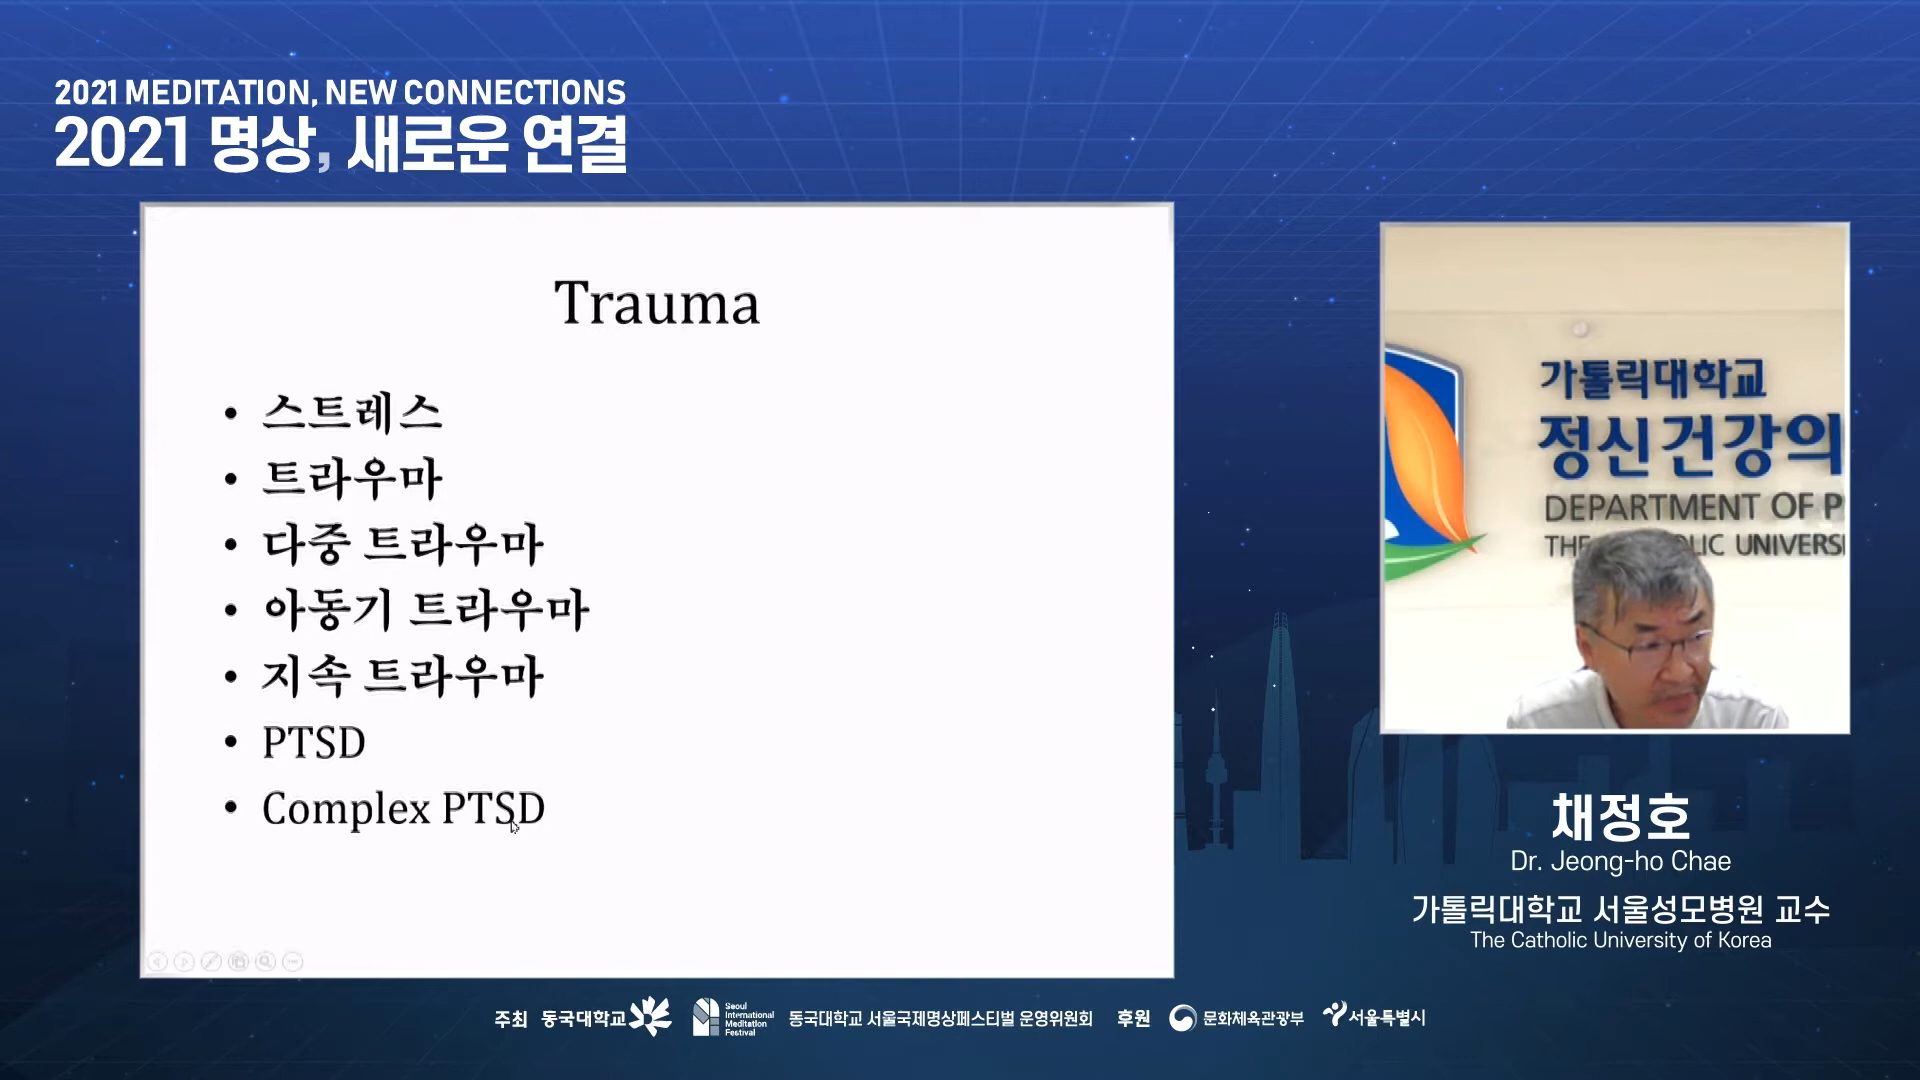 2021 MEDITATION, NEW CONNECTIONS
2021 명상, 새로운 연결
Trauma
• 스트레스
• 트라우마
• 다중 트라우마
• 아동기 트라우마
• 지속 트라우마
• PTSD
• Complex PTSD
가톨릭대학교
정신건강의
DEPARTMENT OF P
THE OLIC UNIVERSI
채정호
Dr. Jeong-ho Chae
가톨릭대학교 서울성모병원 교수
The Catholic University of Korea
주최 동국대학교
Seoul
International
Meditation
Festival
동국대학교 서울국제명상페스티벌 운영위원회
후원 문화체육관광부 서울특별시